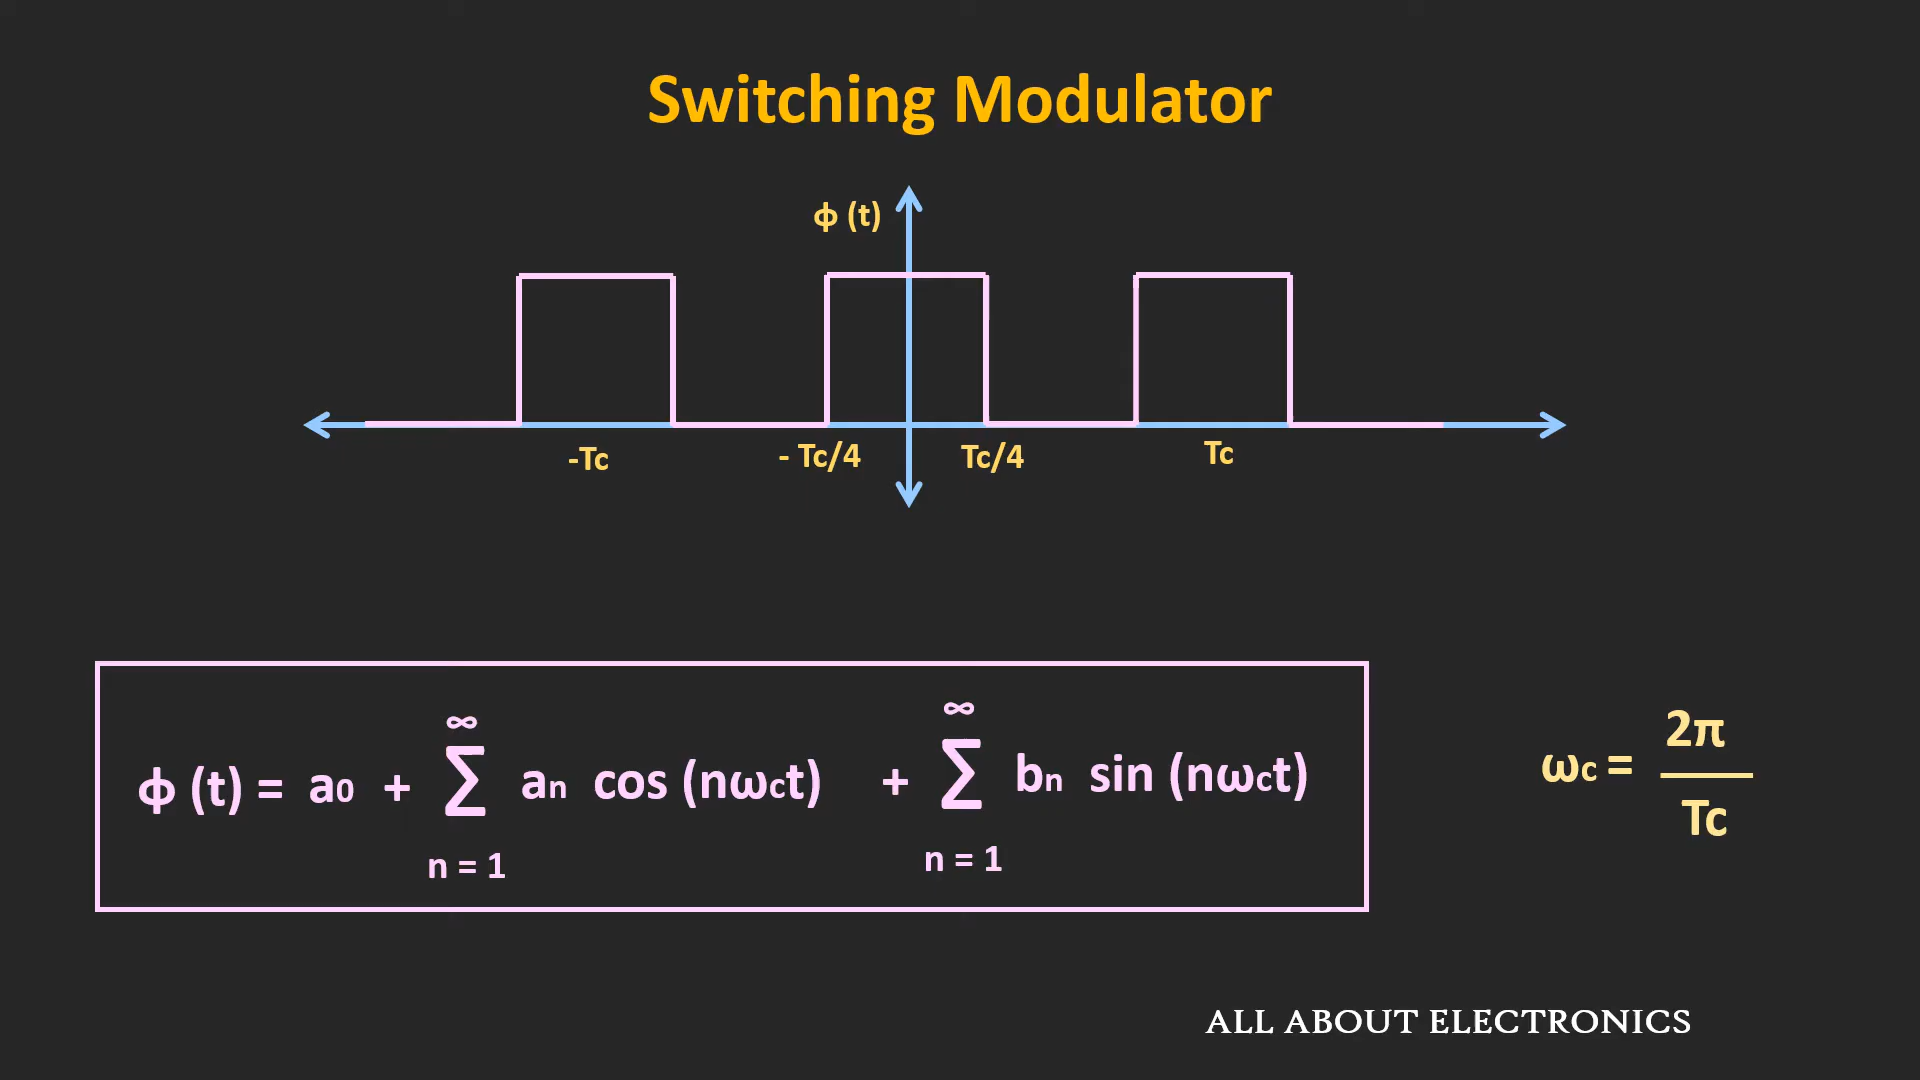 Switching Modulator
ϕ (t)
-Tc - Tc/4 Tc/4 Tc
∞ ∞
ϕ (t) = a0 + ∑ an cos (nωct) + ∑ bn sin (nωct)
n = 1 n = 1
2π
ωc =
Tc
ALL ABOUT ELECTRONICS